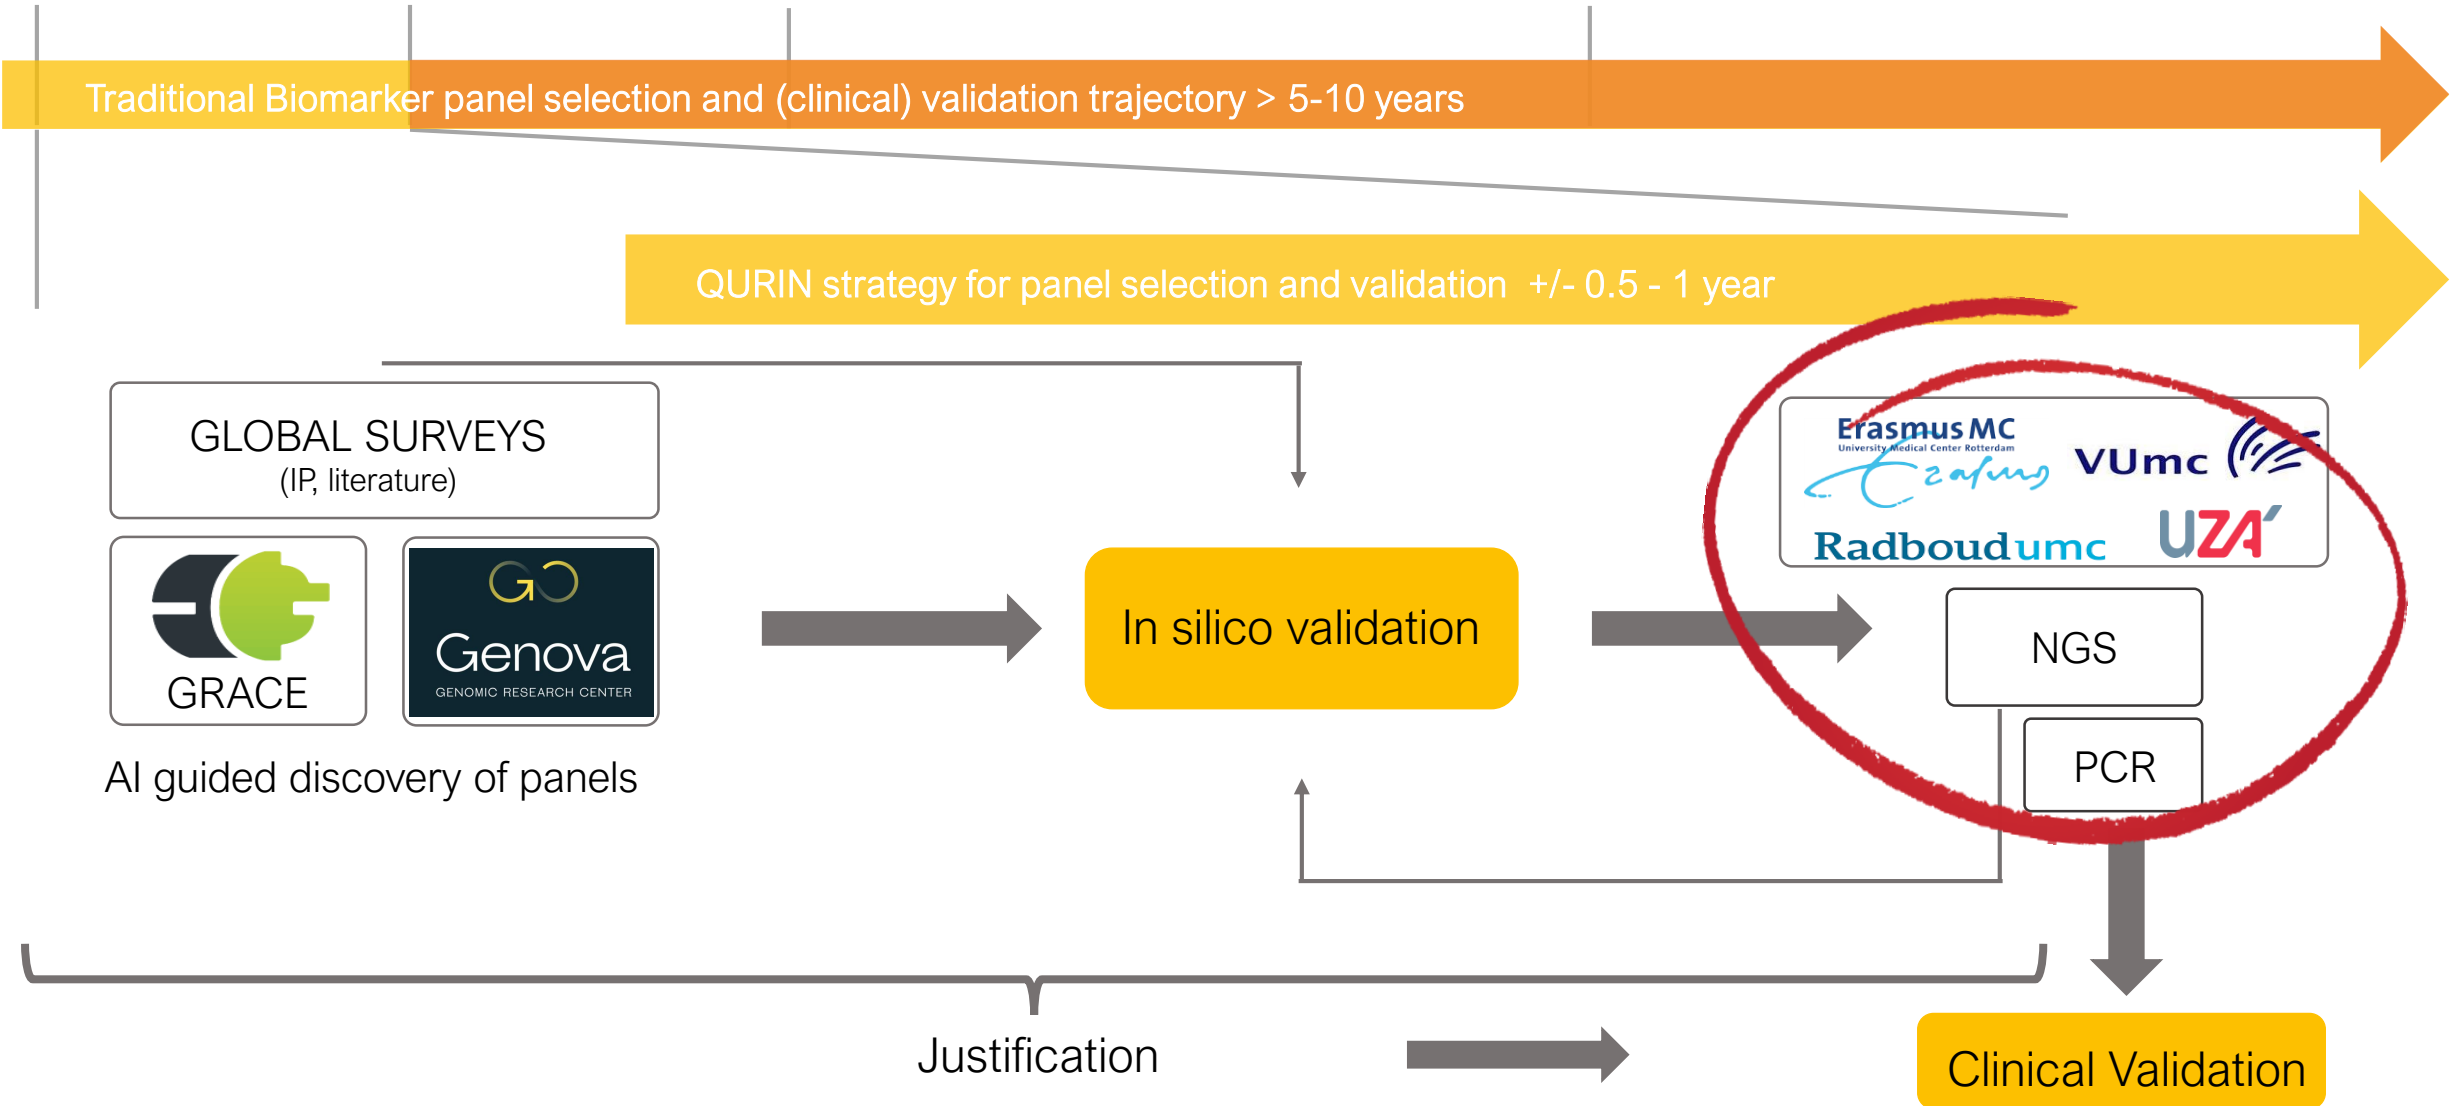 Traditional Biomarker panel selection and (clinical) validation trajectory > 5-10 years
QURIN strategy for panel selection and validation +/- 0.5 - 1 year
GLOBAL SURVEYS
(IP, literature)
GRACE
GO
Genova
GENOMIC RESEARCH CENTER
AI guided discovery of panels
In silico validation
Erasmus MC
University Medical Center Rotterdam
Erasmus
VUmc
Radboudumc
UZA
NGS
PCR
Justification
Clinical Validation